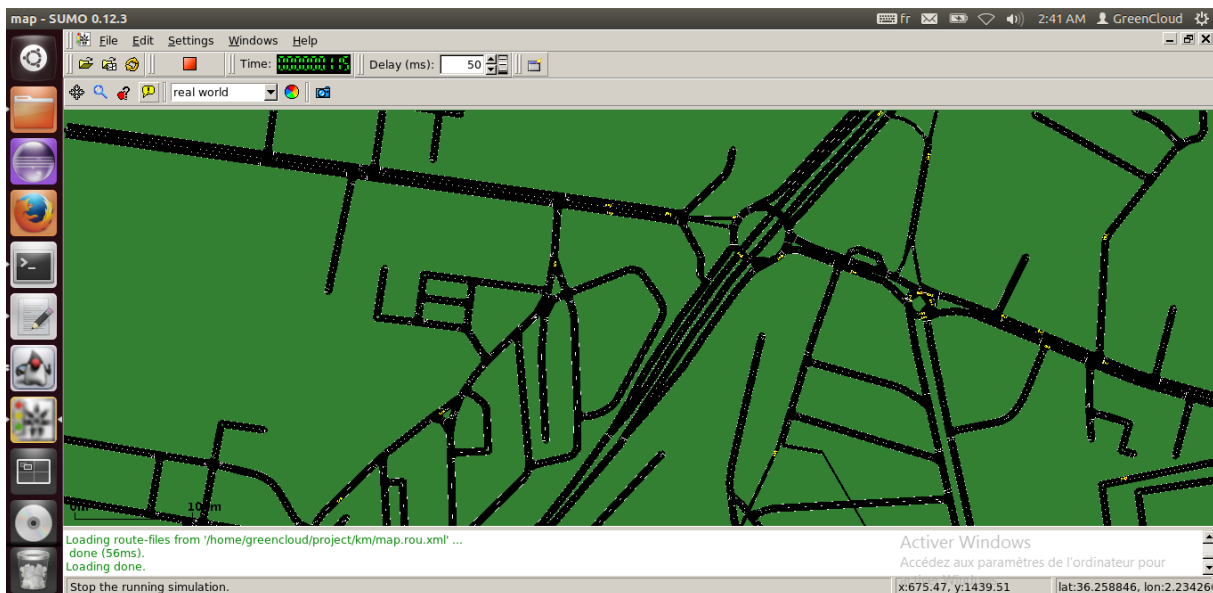 map - SUMO 0.12.3
fr
2:41 AM
GreenCloud
File Edit Settings Windows Help
Time:
Delay (ms): 50
real world
0m
Loading route-files from '/home/greencloud/project/km/map.rou.xml' ...
done (56ms).
Loading done.
Activer Windows
Accédez aux paramètres de l'ordinateur pour
Stop the running simulation.
x:675.47, y:1439.51
lat:36.258846, lon:2.23426